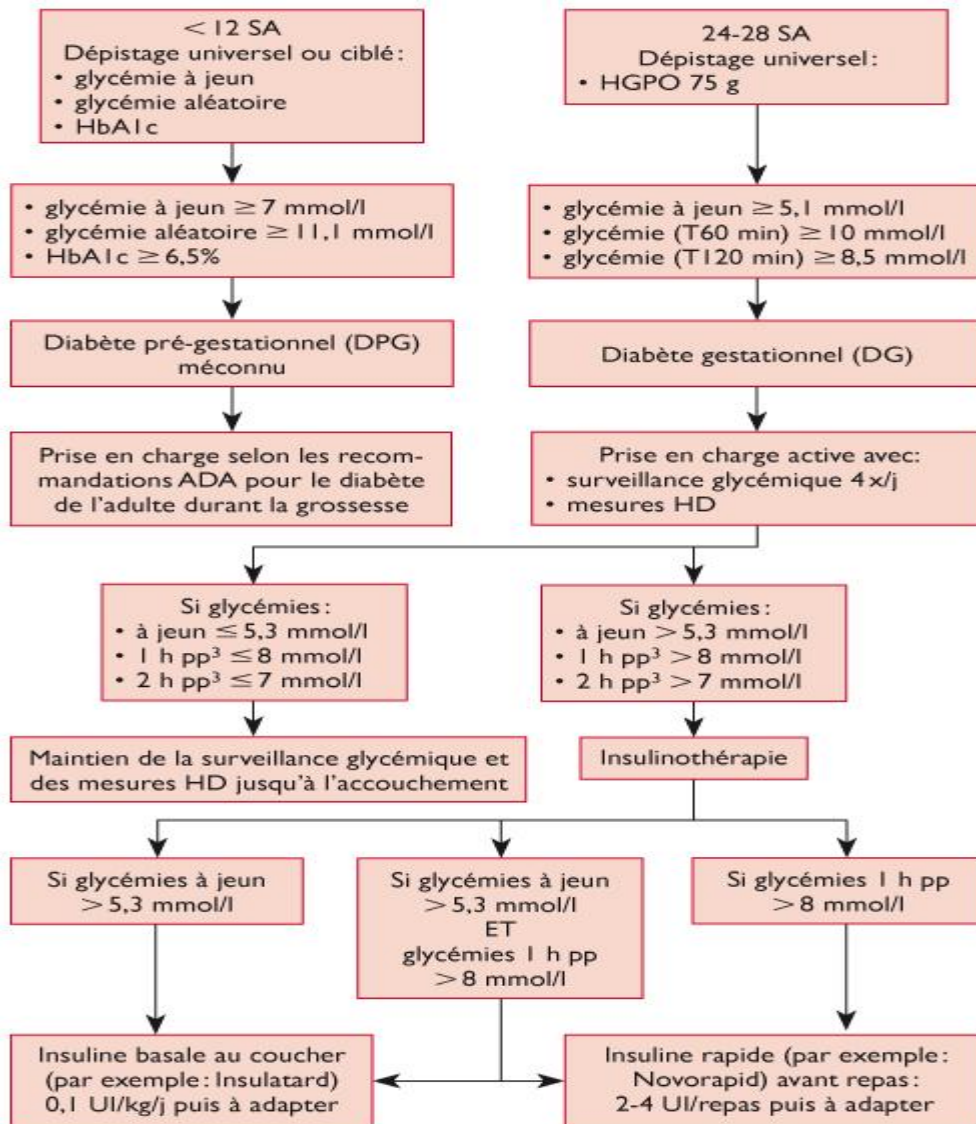 < 12 SA
Dépistage universel ou ciblé :
• glycémie à jeun
• glycémie aléatoire
• HbA1c
24-28 SA
Dépistage universel :
• HGPO 75 g
• glycémie à jeun ≥ 7 mmol/l
• glycémie aléatoire ≥ 11,1 mmol/l
• HbA1c ≥ 6,5%
• glycémie à jeun ≥ 5,1 mmol/l
• glycémie (T60 min) ≥ 10 mmol/l
• glycémie (T120 min) ≥ 8,5 mmol/l
Diabète pré-gestationnel (DPG)
méconnu
Diabète gestationnel (DG)
Prise en charge selon les recom-
mandations ADA pour le diabète
de l'adulte durant la grossesse
Prise en charge active avec:
• surveillance glycémique 4 x/j
• mesures HD
Si glycémies :
• à jeun ≤ 5,3 mmol/l
• 1 h pp³ ≤ 8 mmol/l
• 2 h pp³ ≤ 7 mmol/l
Si glycémies:
• à jeun > 5,3 mmol/l
• 1 h pp³ > 8 mmol/l
• 2 h pp³ > 7 mmol/l
Maintien de la surveillance glycémique et
des mesures HD jusqu'à l'accouchement
Insulinothérapie
Si glycémies à jeun
> 5,3 mmol/l
Si glycémies à jeun
> 5,3 mmol/l
ET
glycémies 1 h pp
> 8 mmol/l
Si glycémies 1 h pp
> 8 mmol/l
Insuline basale au coucher
(par exemple : Insulatard)
0,1 UI/kg/j puis à adapter
Insuline rapide (par exemple :
Novorapid) avant repas :
2-4 UI/repas puis à adapter